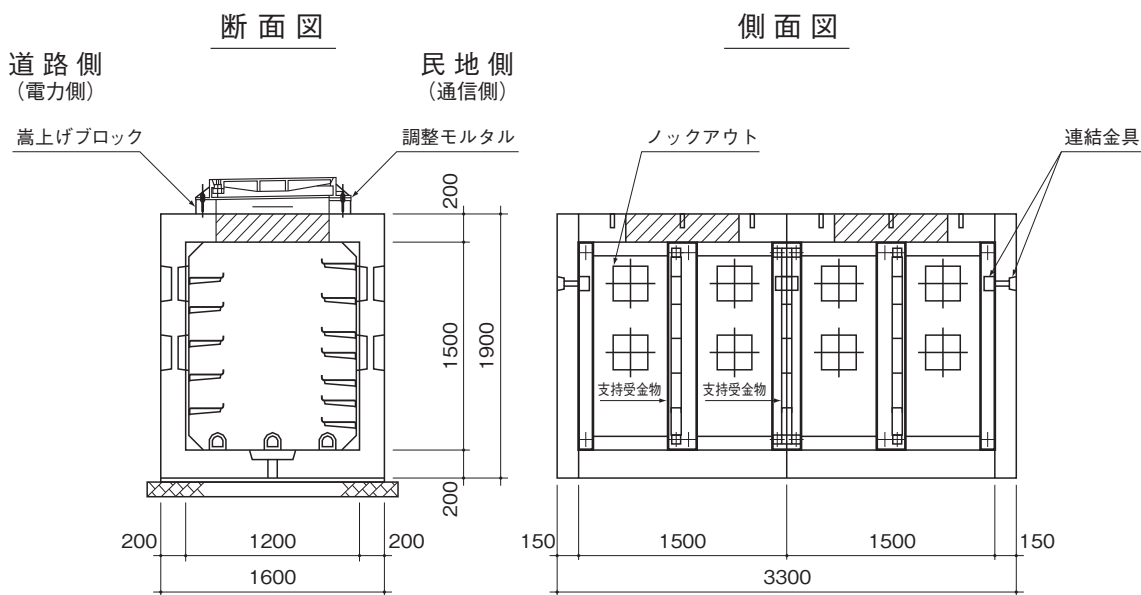 断面図
側面図
道路側
（電力側）
民地側
（通信側）
嵩上げブロック
調整モルタル
ノックアウト
連結金具
200
1500
1900
200
支持受金物
支持受金物
200
1200
200
1600
150
1500
1500
150
3300